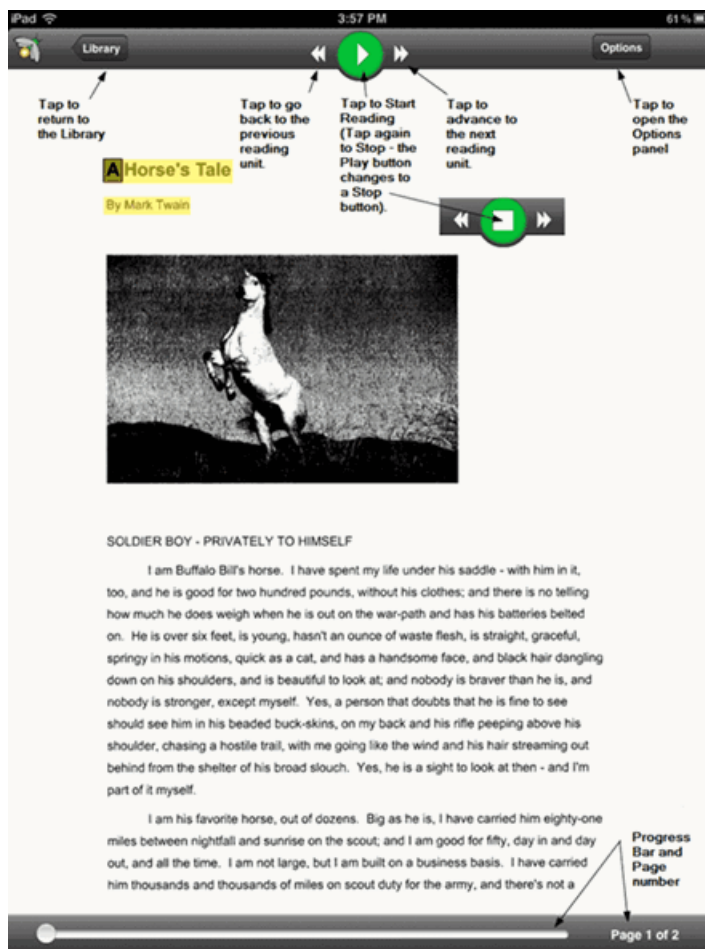 iPad 3:57 PM 61%
Library
Options
Tap to
return to
the Library
Tap to go
back to the
previous
reading
unit.
Tap to Start
Reading
(Tap again
to Stop - the
Play button
changes to
a Stop
button).
Tap to
advance to
the next
reading
unit.
Tap to
open the
Options
panel
A Horse's Tale
By Mark Twain
SOLDIER BOY - PRIVATELY TO HIMSELF
I am Buffalo Bill's horse. I have spent my life under his saddle - with him in it,
too, and he is good for two hundred pounds, without his clothes; and there is no telling
how much he does weigh when he is out on the war-path and has his batteries belted
on. He is over six feet, is young, hasn't an ounce of waste flesh, is straight, graceful,
springy in his motions, quick as a cat, and has a handsome face, and black hair dangling
down on his shoulders, and is beautiful to look at; and nobody is braver than he is, and
nobody is stronger, except myself. Yes, a person that doubts that he is fine to see
should see him in his beaded buck-skins, on my back and his rifle peeping above his
shoulder, chasing a hostile trail, with me going like the wind and his hair streaming out
behind from the shelter of his broad slouch. Yes, he is a sight to look at then - and I'm
part of it myself.
I am his favorite horse, out of dozens. Big as he is, I have carried him eighty-one
miles between nightfall and sunrise on the scout; and I am good for fifty, day in and day
out, and all the time. I am not large, but I am built on a business basis. I have carried
him thousands and thousands of miles on scout duty for the army, and there's not a
Progress
Bar and
Page
number
Page 1 of 2